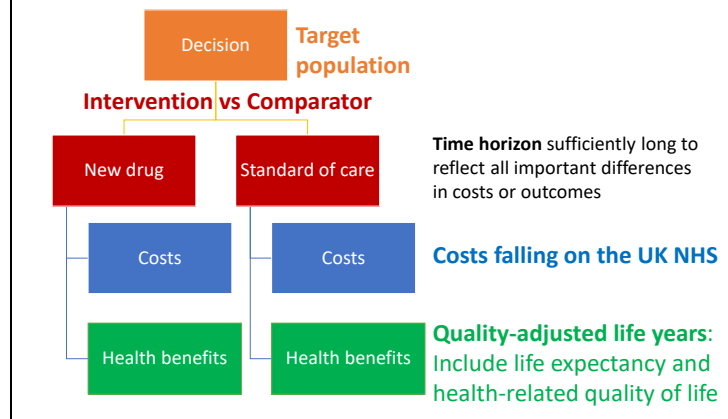 Decision
Target
population
Intervention vs Comparator
New drug
Standard of care
Time horizon sufficiently long to
reflect all important differences
in costs or outcomes
Costs
Costs
Costs falling on the UK NHS
Health benefits
Health benefits
Quality-adjusted life years:
Include life expectancy and
health-related quality of life